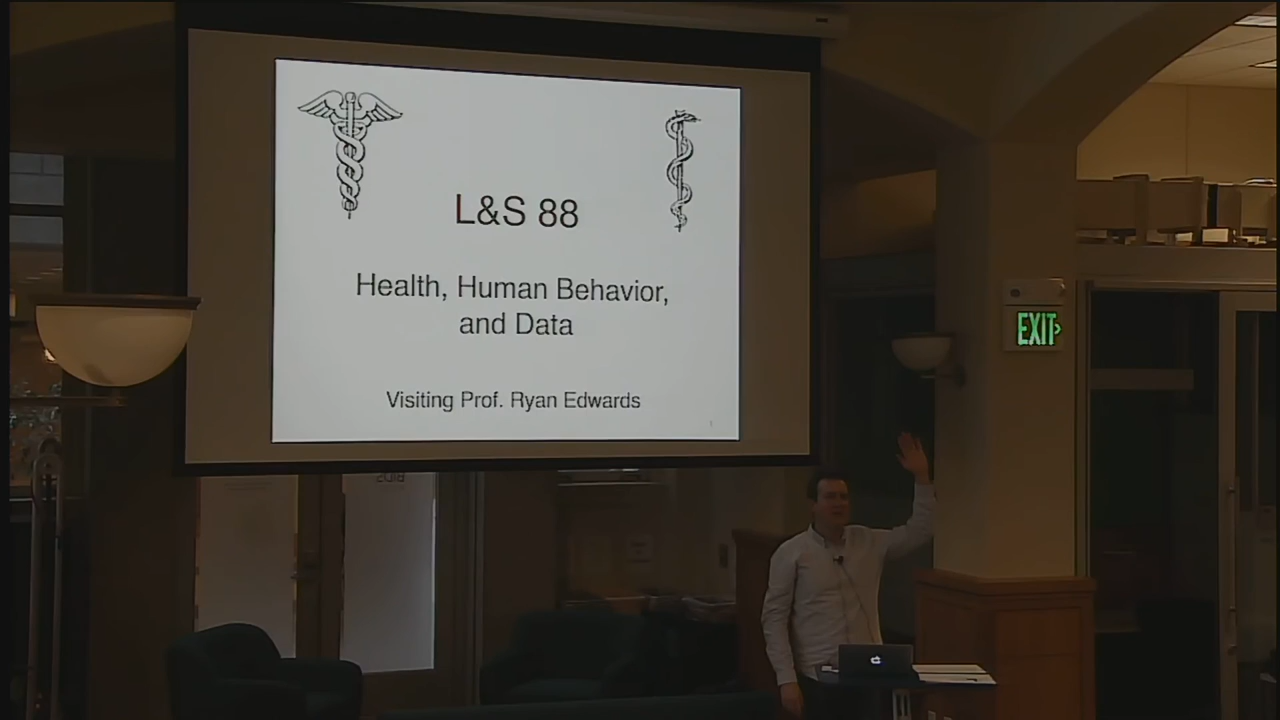 L&S 88
Health, Human Behavior,
and Data
Visiting Prof. Ryan Edwards
1
EXIT